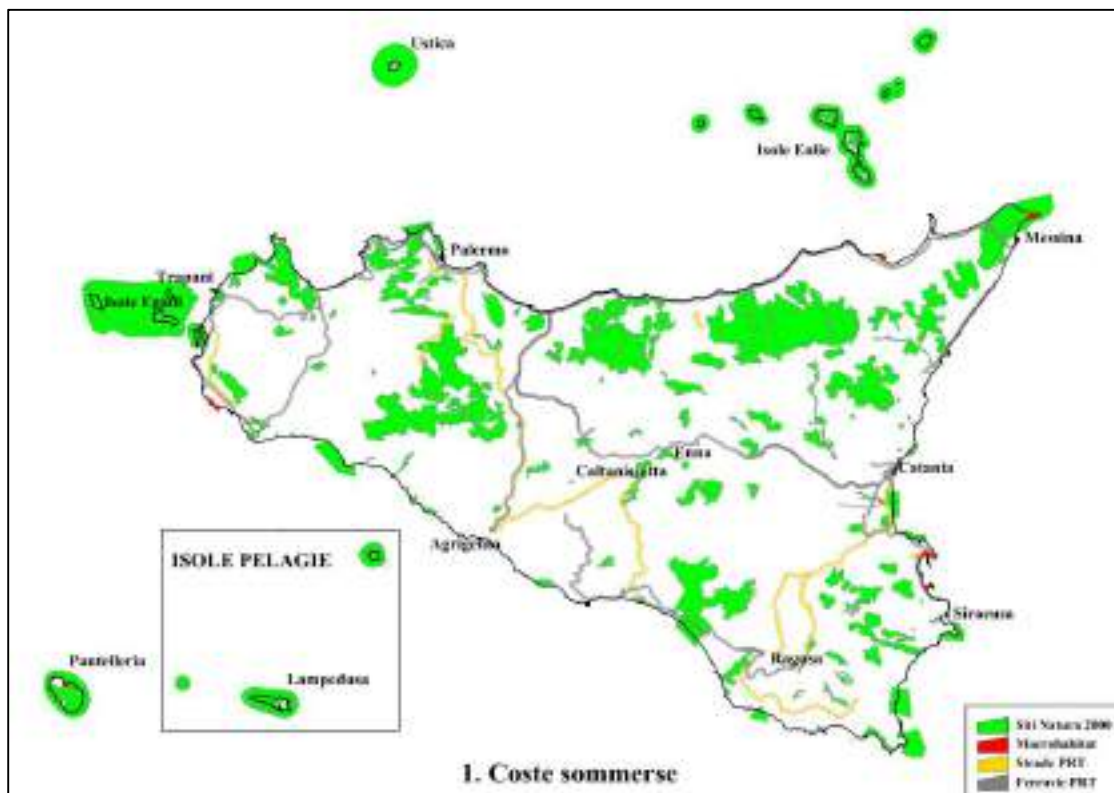 Ustica
Isole Eolie
Messina
Palermo
Trapani
Isole Egadi
Enna
Caltanissetta
Catania
Agrigento
ISOLE PELAGIE
Siracusa
Pantelleria
Lampedusa
Ragusa
Siti Natura 2000
Macrohabitat
Strade PRT
Ferrovie PRT
1. Coste sommerse